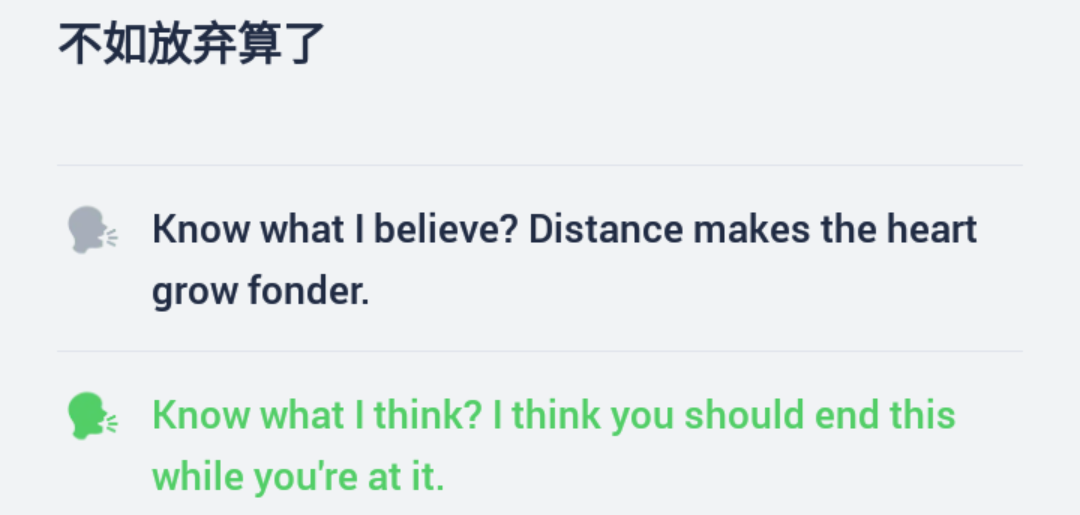 不如放弃算了
Know what I believe? Distance makes the heart
grow fonder.
Know what I think? I think you should end this
while you're at it.